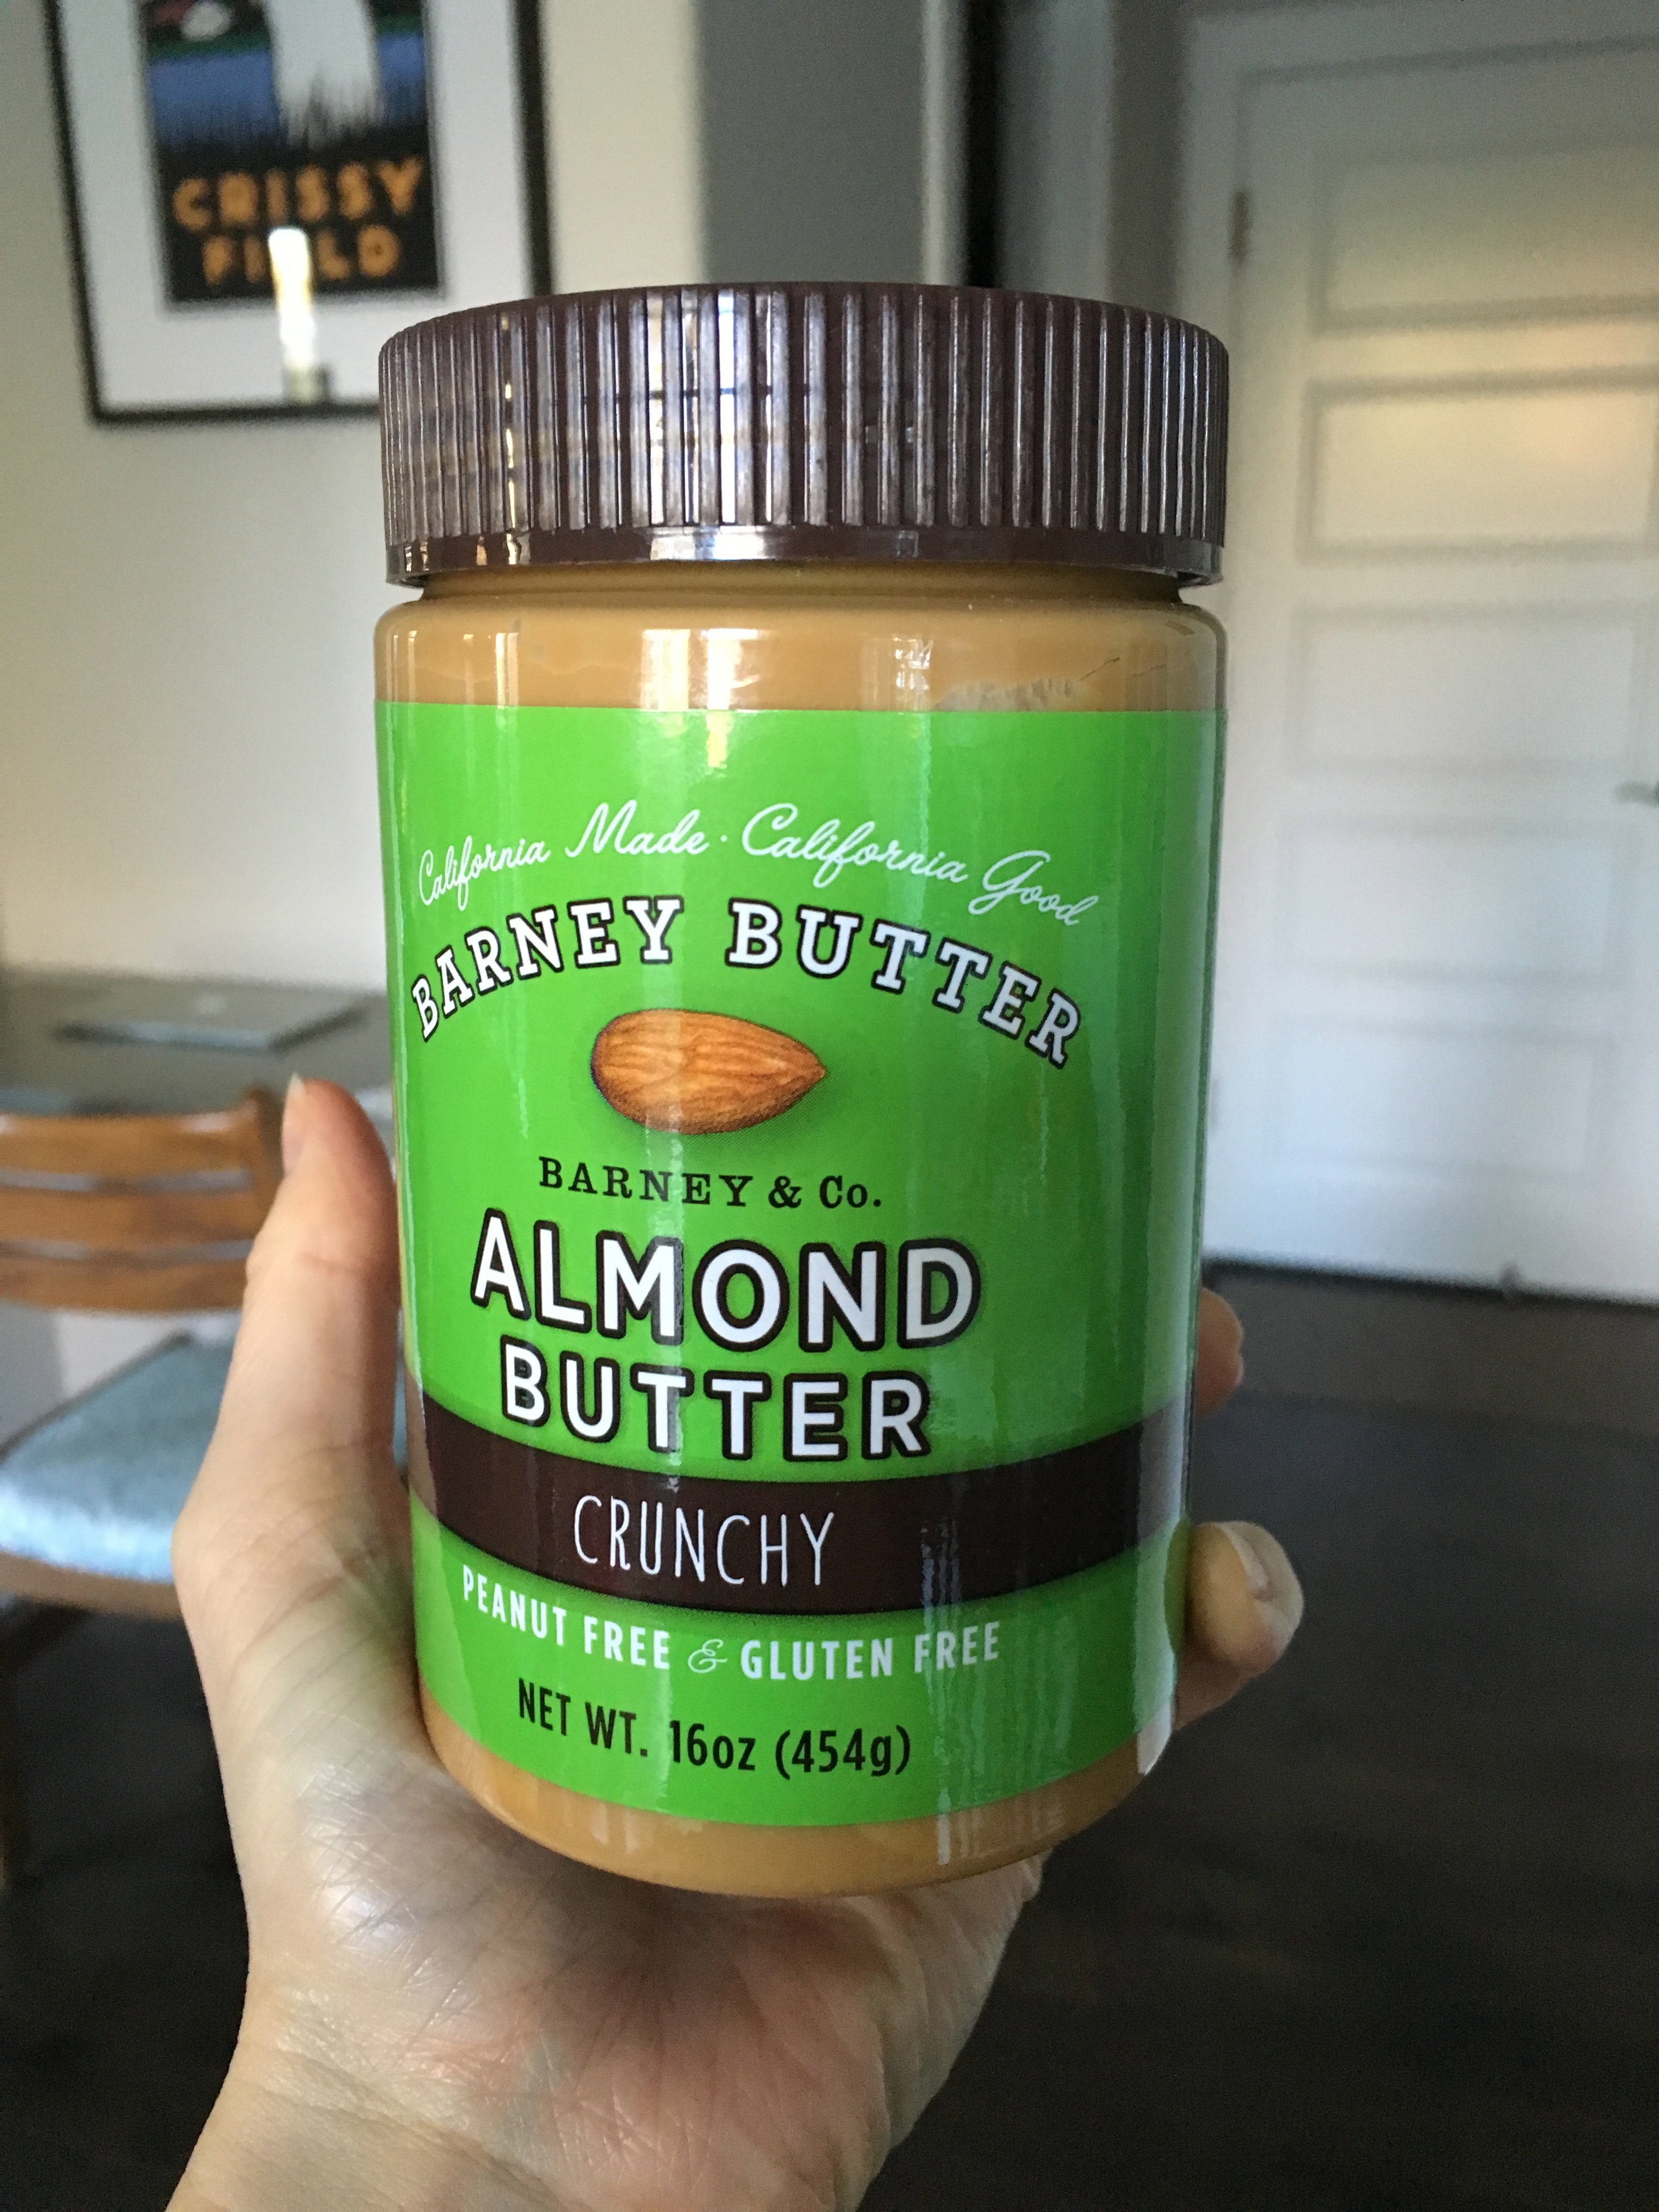 CRISSY
FIELD
California Made · California Good
BARNEY BUTTER
BARNEY & Co.
ALMOND
BUTTER
CRUNCHY
PEANUT FREE & GLUTEN FREE
NET WT. 16oz (454g)